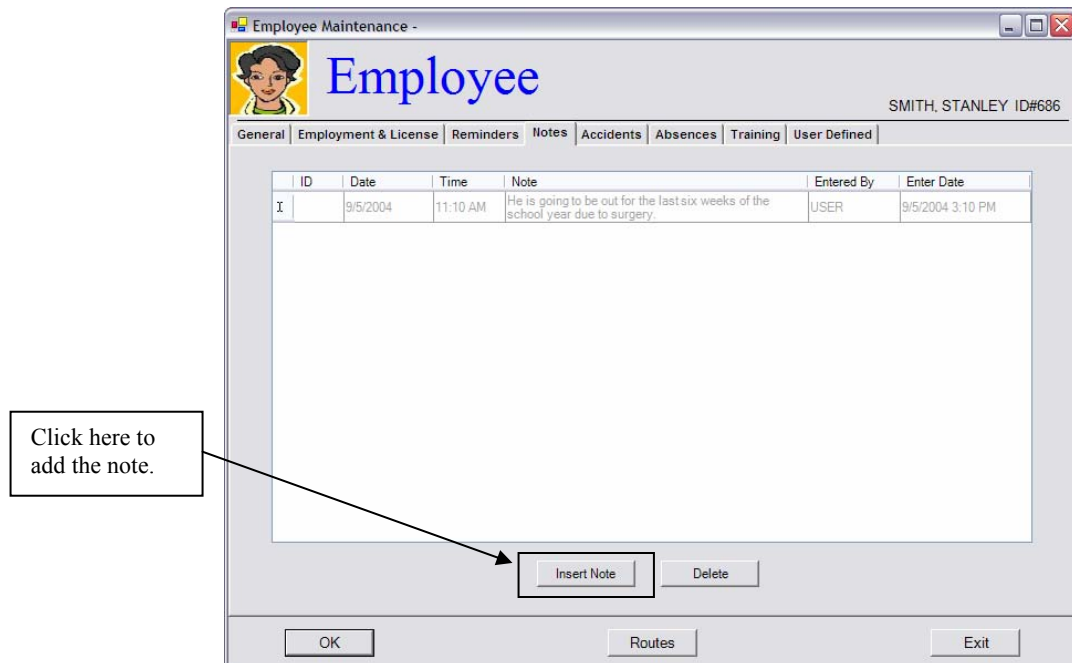 Employee Maintenance -
Employee
SMITH, STANLEY ID#686
General Employment & License Reminders Notes Accidents Absences Training User Defined
ID Date Time Note Entered By Enter Date
9/5/2004 11:10 AM He is going to be out for the last six weeks of the USER 9/5/2004 3:10 PM
school year due to surgery.
Click here to
add the note.
Insert Note Delete
OK Routes Exit